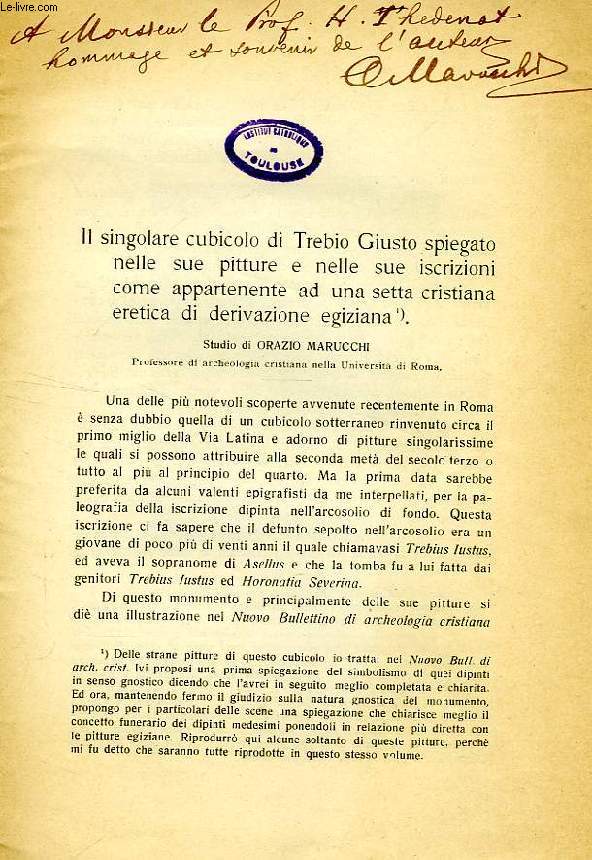 © Le-livre.com
A Monsieur le Prof. H. Thedenat
hommage et souvenir de l'auteur
O. Marucchi
INSTITUT CATHOLIQUE
DE
TOULOUSE
Il singolare cubicolo di Trebio Giusto spiegato
nelle sue pitture e nelle sue iscrizioni
come appartenente ad una setta cristiana
eretica di derivazione egiziana ¹).
Studio di ORAZIO MARUCCHI
Professore di archeologia cristiana nella Università di Roma.
Una delle più notevoli scoperte avvenute recentemente in Roma
è senza dubbio quella di un cubicolo sotterraneo rinvenuto circa il
primo miglio della Via Latina e adorno di pitture singolarissime
le quali si possono attribuire alla seconda metà del secolo terzo o
tutto al più al principio del quarto. Ma la prima data sarebbe
preferita da alcuni valenti epigrafisti da me interpellati, per la pa-
leografia della iscrizione dipinta nell'arcosolio di fondo. Questa
iscrizione ci fa sapere che il defunto sepolto nell'arcosolio era un
giovane di poco più di venti anni il quale chiamavasi Trebius Iustus,
ed aveva il sopranome di Asellus e che la tomba fu a lui fatta dai
genitori Trebius Iustus ed Horonatia Severina.
Di questo monumento e principalmente delle sue pitture si
diè una illustrazione nel Nuovo Bullettino di archeologia cristiana
¹) Delle strane pitture di questo cubicolo io trattai nel Nuovo Bull. di
arch. crist. Ivi proposi una prima spiegazione del simbolismo di quei dipinti
in senso gnostico dicendo che l'avrei in seguito meglio completata e chiarita.
Ed ora, mantenendo fermo il giudizio sulla natura gnostica del monumento,
propongo per i particolari delle scene una spiegazione che chiarisce meglio il
concetto funerario dei dipinti medesimi ponendoli in relazione più diretta con
le pitture egiziane. Riprodurrò qui alcune soltanto di queste pitture, perchè
mi fu detto che saranno tutte riprodotte in questo stesso volume.